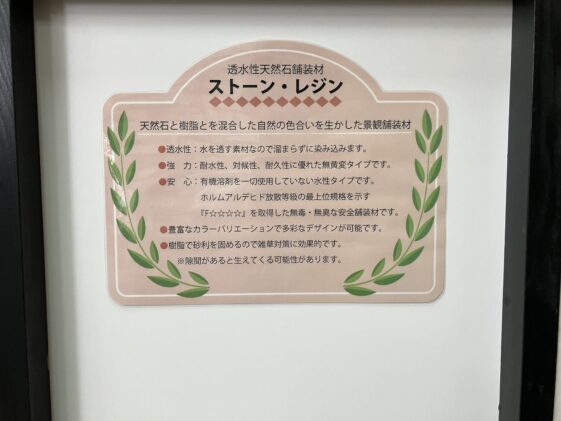 透水性天然石舗装材
ストーン・レジン
天然石と樹脂とを混合した自然の色合いを生かした景観舗装材
●透水性：水を透す素材なので溜まらずに染み込みます。
●強　力：耐水性、対候性、耐久性に優れた無黄変タイプです。
●安　心：有機溶剤を一切使用していない水性タイプです。
ホルムアルデヒド放散等級の最上位規格を示す
『F☆☆☆☆』を取得した無毒・無臭な安全舗装材です。
●豊富なカラーバリエーションで多彩なデザインが可能です。
●樹脂で砂利を固めるので雑草対策に効果的です。
※隙間があると生えてくる可能性があります。